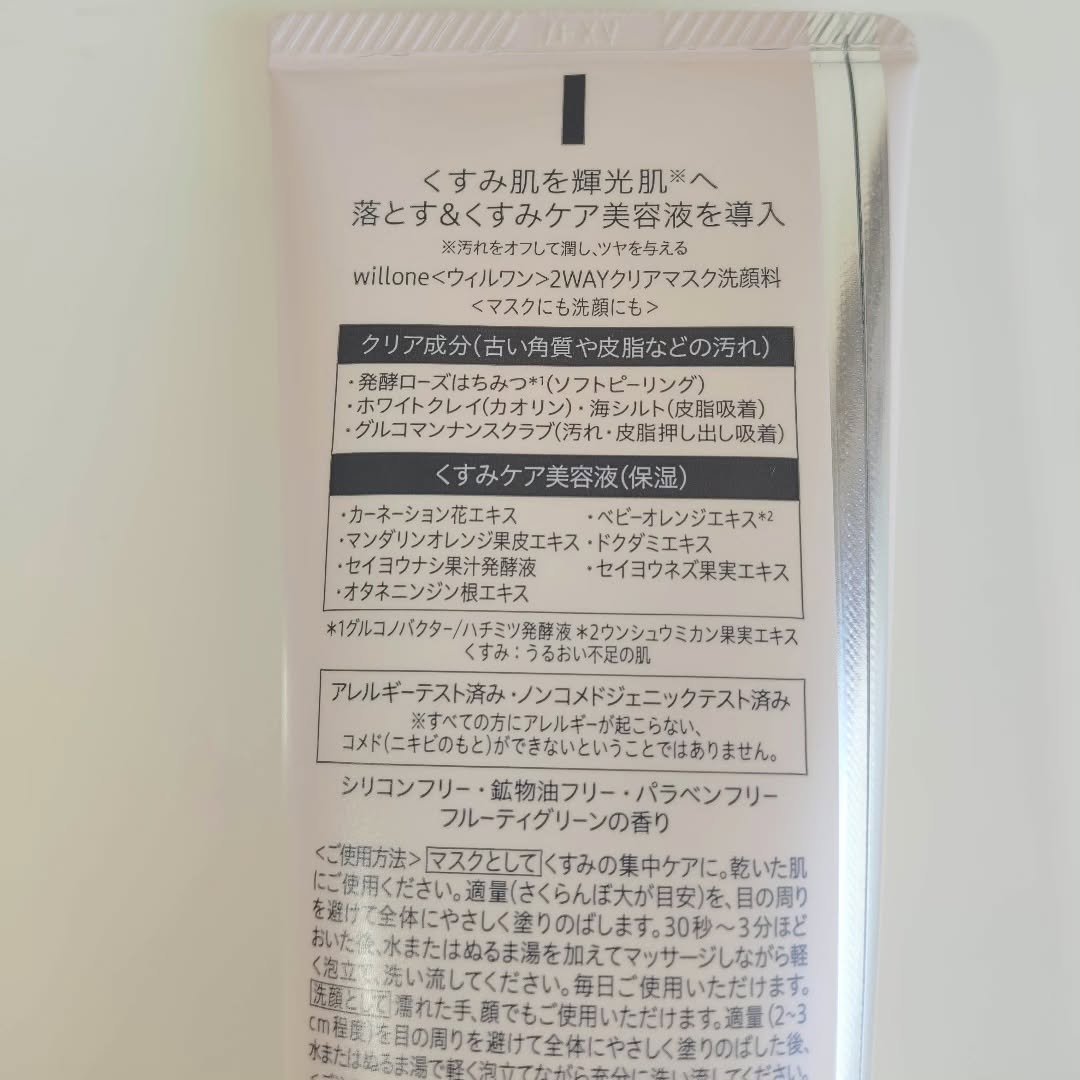 くすみ肌を輝光肌※へ
落とす&くすみケア美容液を導入
※汚れをオフして潤し、ツヤを与える
willone<ウィルワン>2WAYクリアマスク洗顔料
<マスクにも洗顔にも>
クリア成分(古い角質や皮脂などの汚れ)
・発酵ローズはちみつ*1(ソフトピーリング)
・ホワイトクレイ(カオリン)・海シルト(皮脂吸着)
・グルコマンナンスクラブ(汚れ・皮脂押し出し吸着)
くすみケア美容液(保湿)
・カーネーション花エキス ・ベビーオレンジエキス*2
・マンダリンオレンジ果皮エキス ・ドクダミエキス
・セイヨウナシ果汁発酵液 ・セイヨウネズ果実エキス
・オタネニンジン根エキス
*1グルコノバクター/ハチミツ発酵液 *2ウンシュウミカン果実エキス
くすみ:うるおい不足の肌
アレルギーテスト済み・ノンコメドジェニックテスト済み
※すべての方にアレルギーが起こらない、
コメド(ニキビのもと)ができないということではありません。
シリコンフリー・鉱物油フリー・パラベンフリー
フルーティグリーンの香り
<ご使用方法>マスクとして くすみの集中ケアに。乾いた肌
にご使用ください。適量(さくらんぼ大が目安)を、目の周り
を避けて全体にやさしく塗りのばします。30秒〜3分ほど
おいた後、水またはぬるま湯を加えてマッサージしながら軽
く泡立て、洗い流してください。毎日ご使用いただけます。
洗顔として 濡れた手、顔でもご使用いただけます。適量(2~3
cm程度)を目の周りを避けて全体にやさしく塗りのばした後、
水またはぬるま湯で軽く泡立てながら充分に洗い流してください。